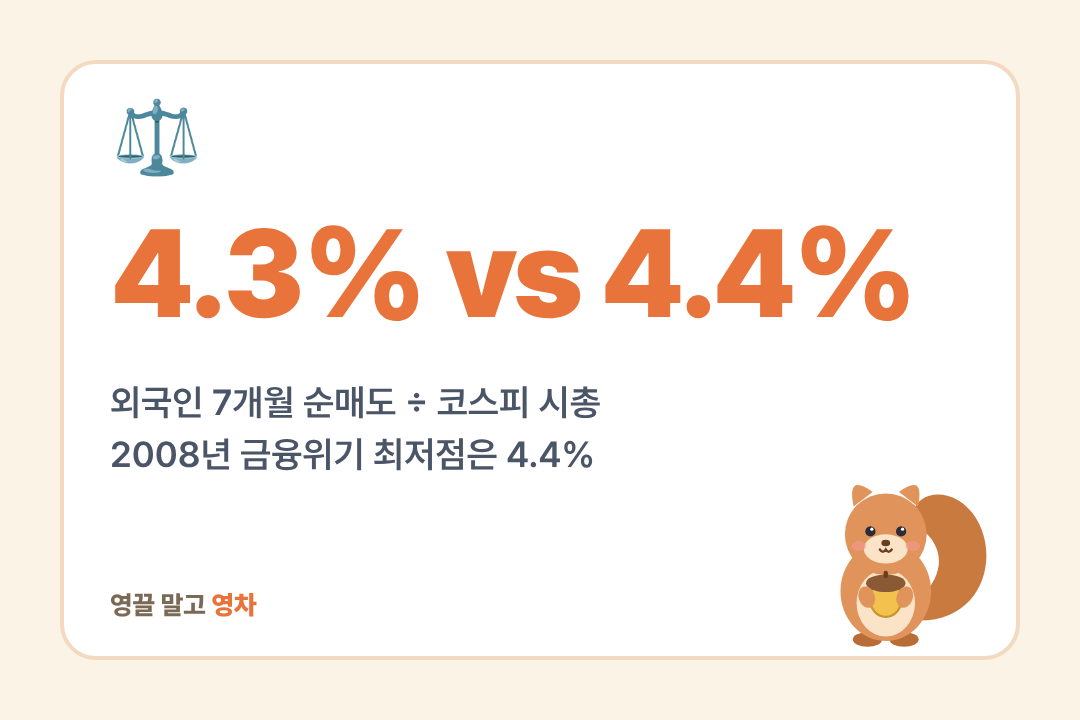 4.3% vs 4.4%
외국인 7개월 순매도 ÷ 코스피 시총
2008년 금융위기 최저점은 4.4%
영끌 말고 영차